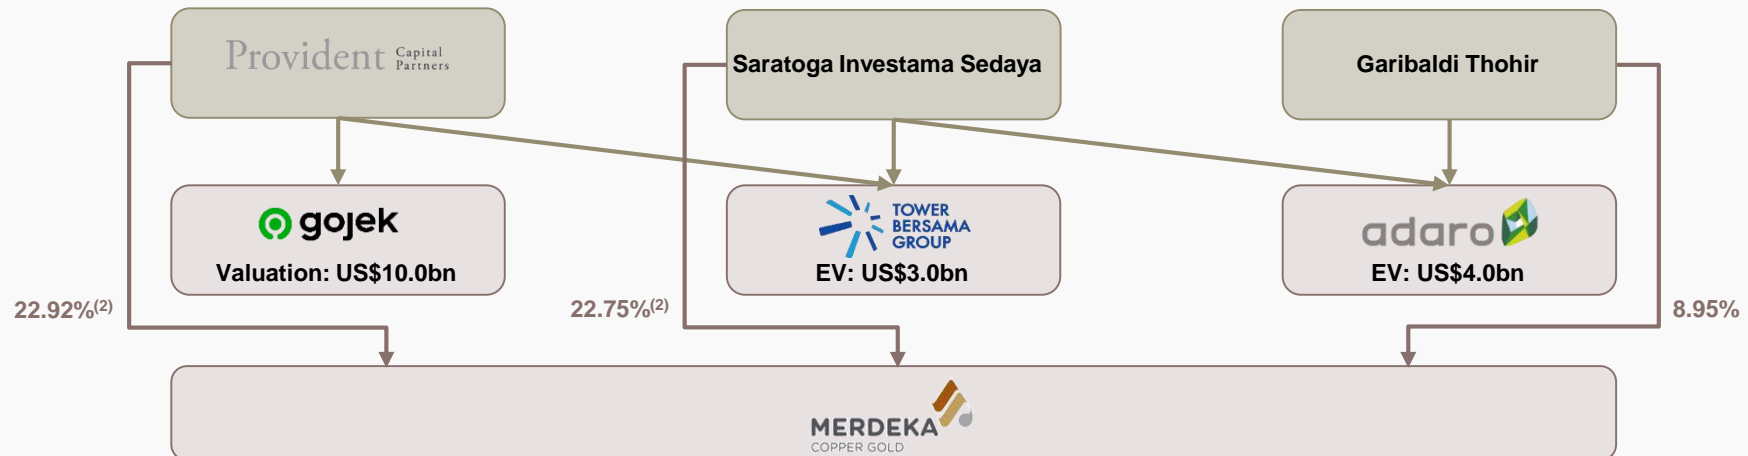 Provident Capital
Partners
Saratoga Investama Sedaya
Garibaldi Thohir
gojek
Valuation: US$10.0bn
TOWER
BERSAMA
GROUP
EV: US$3.0bn
adaro
EV: US$4.0bn
22.92%(2)
22.75%(2)
8.95%
MERDEKA
COPPER GOLD